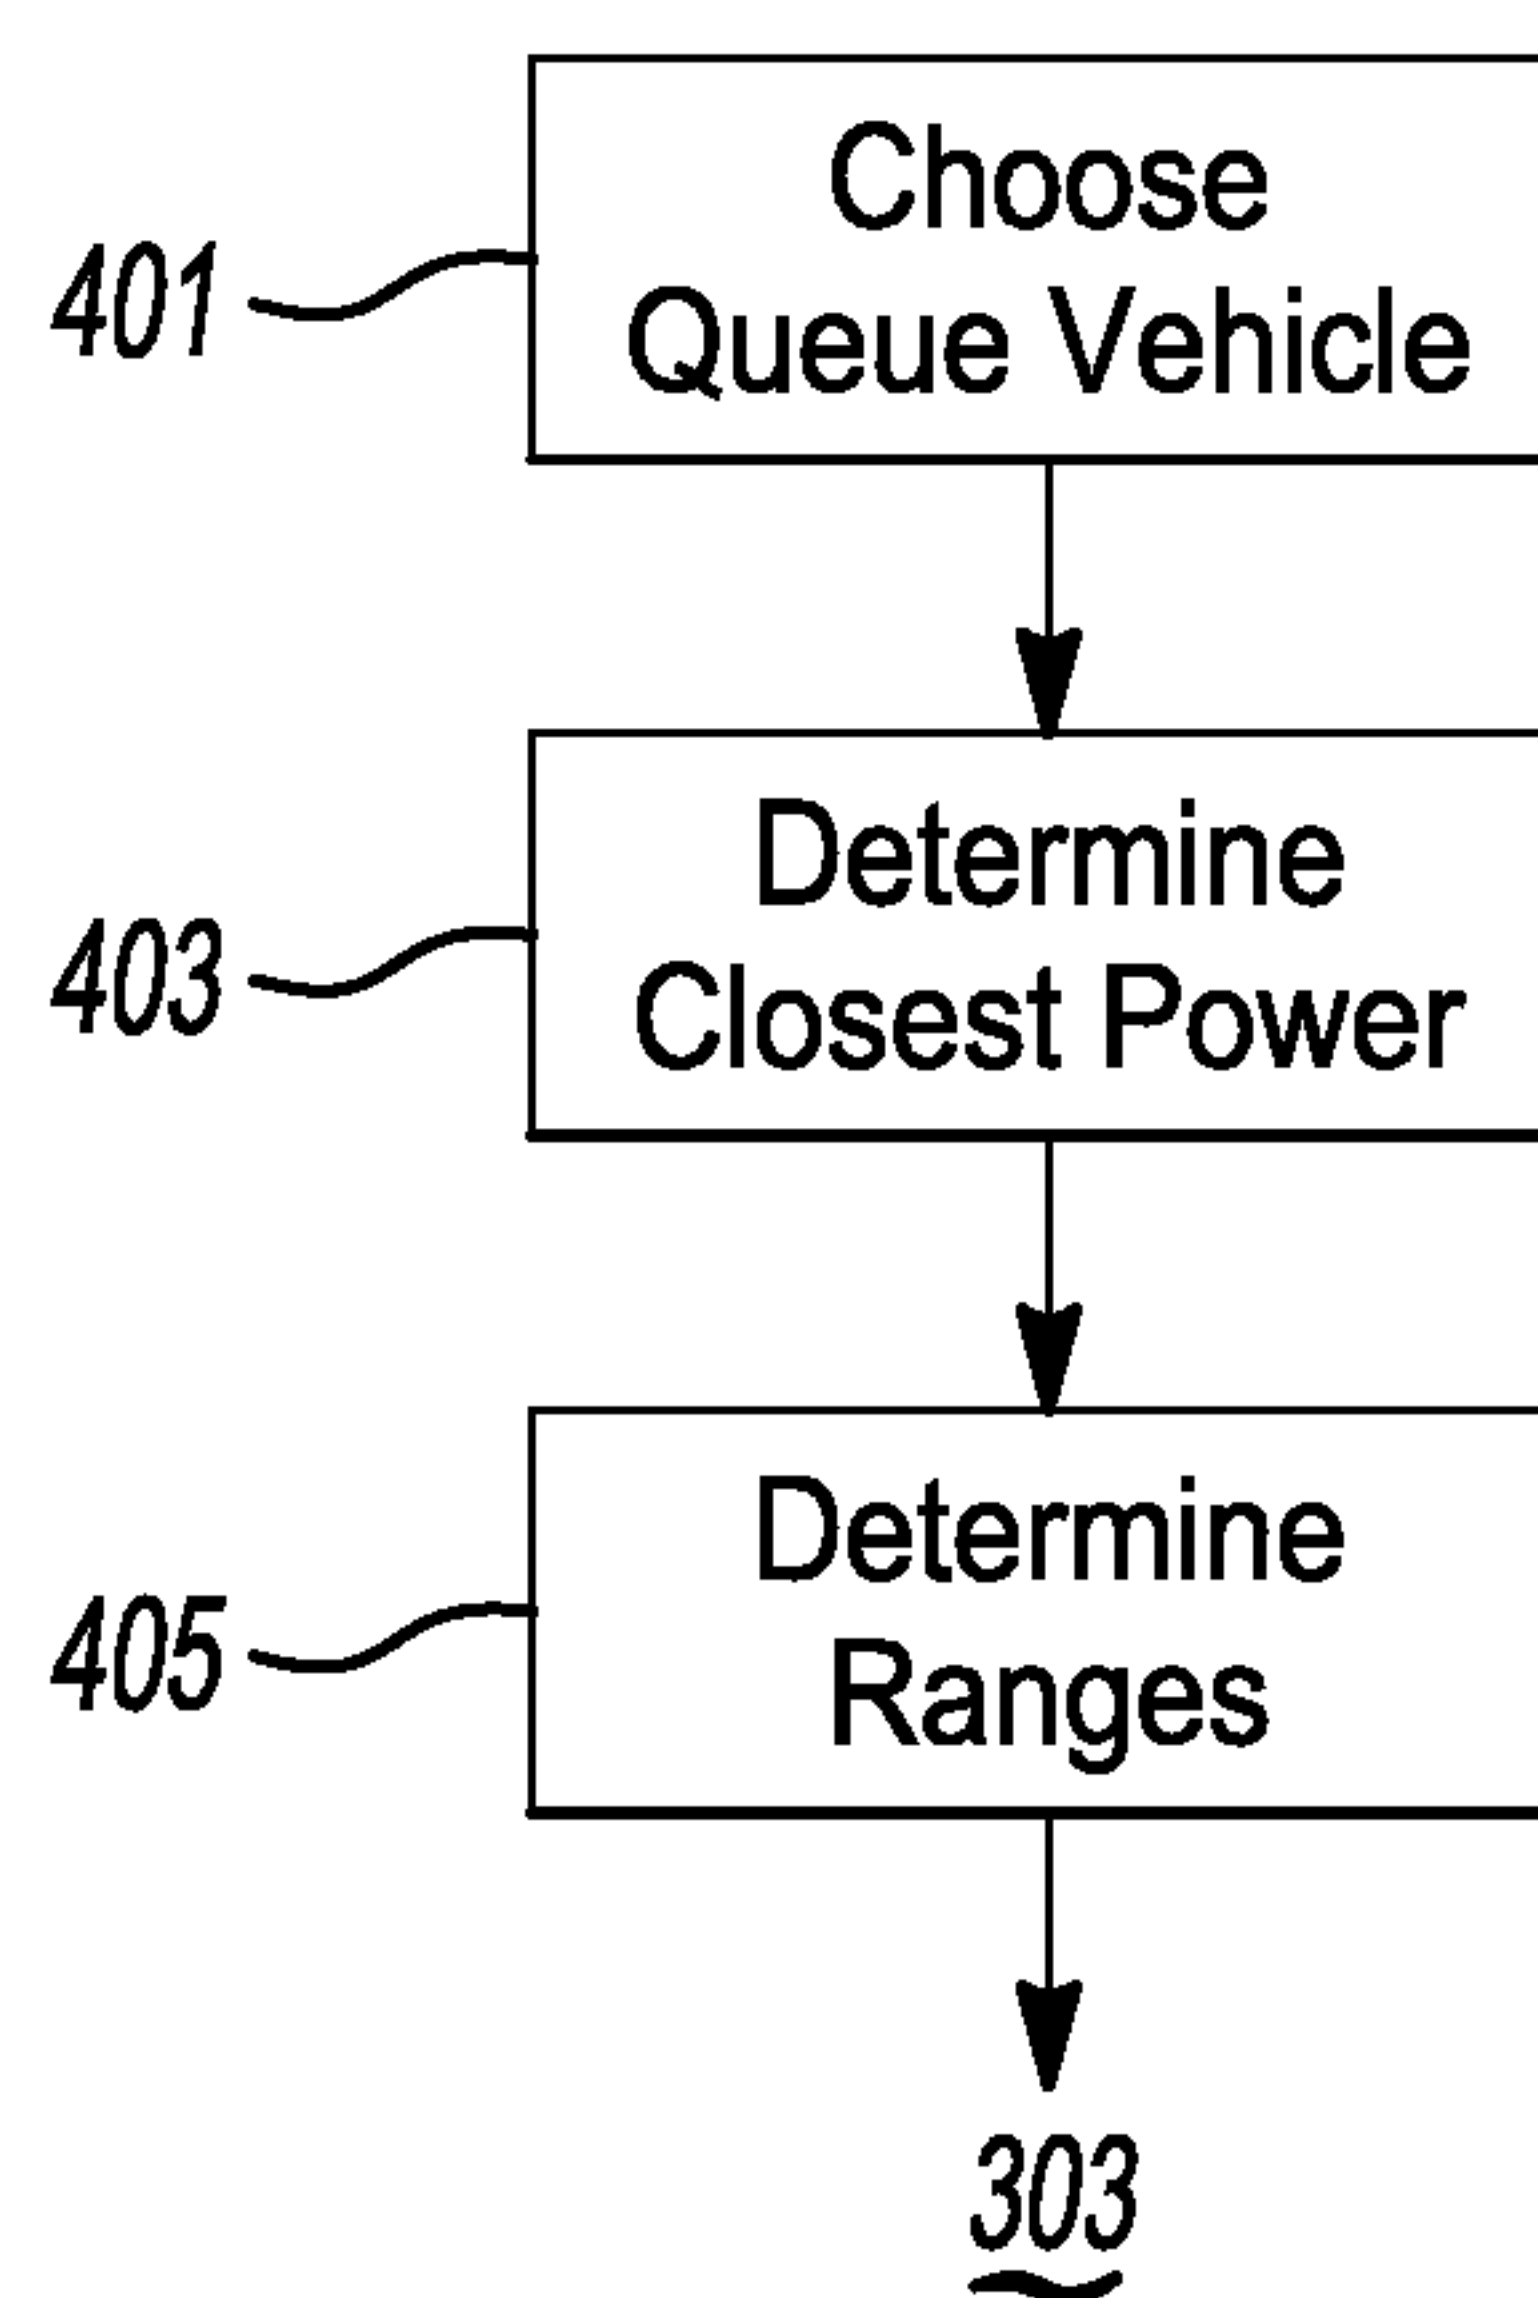 Choose
Queue Vehicle
401
Determine
Closest Power
403
Determine
Ranges
405
303